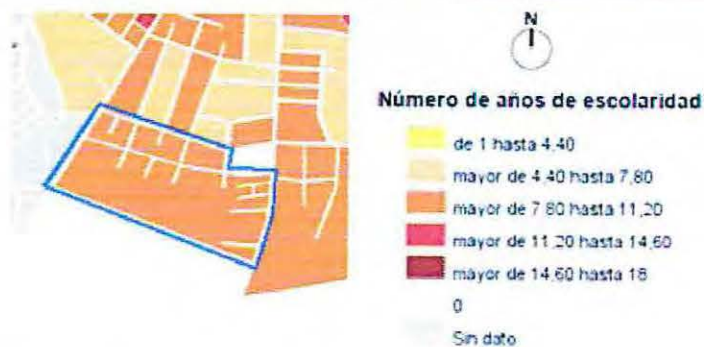 N
Número de años de escolaridad
de 1 hasta 4,40
mayor de 4,40 hasta 7,80
mayor de 7,80 hasta 11,20
mayor de 11,20 hasta 14,60
mayor de 14,60 hasta 18
0
Sin dato